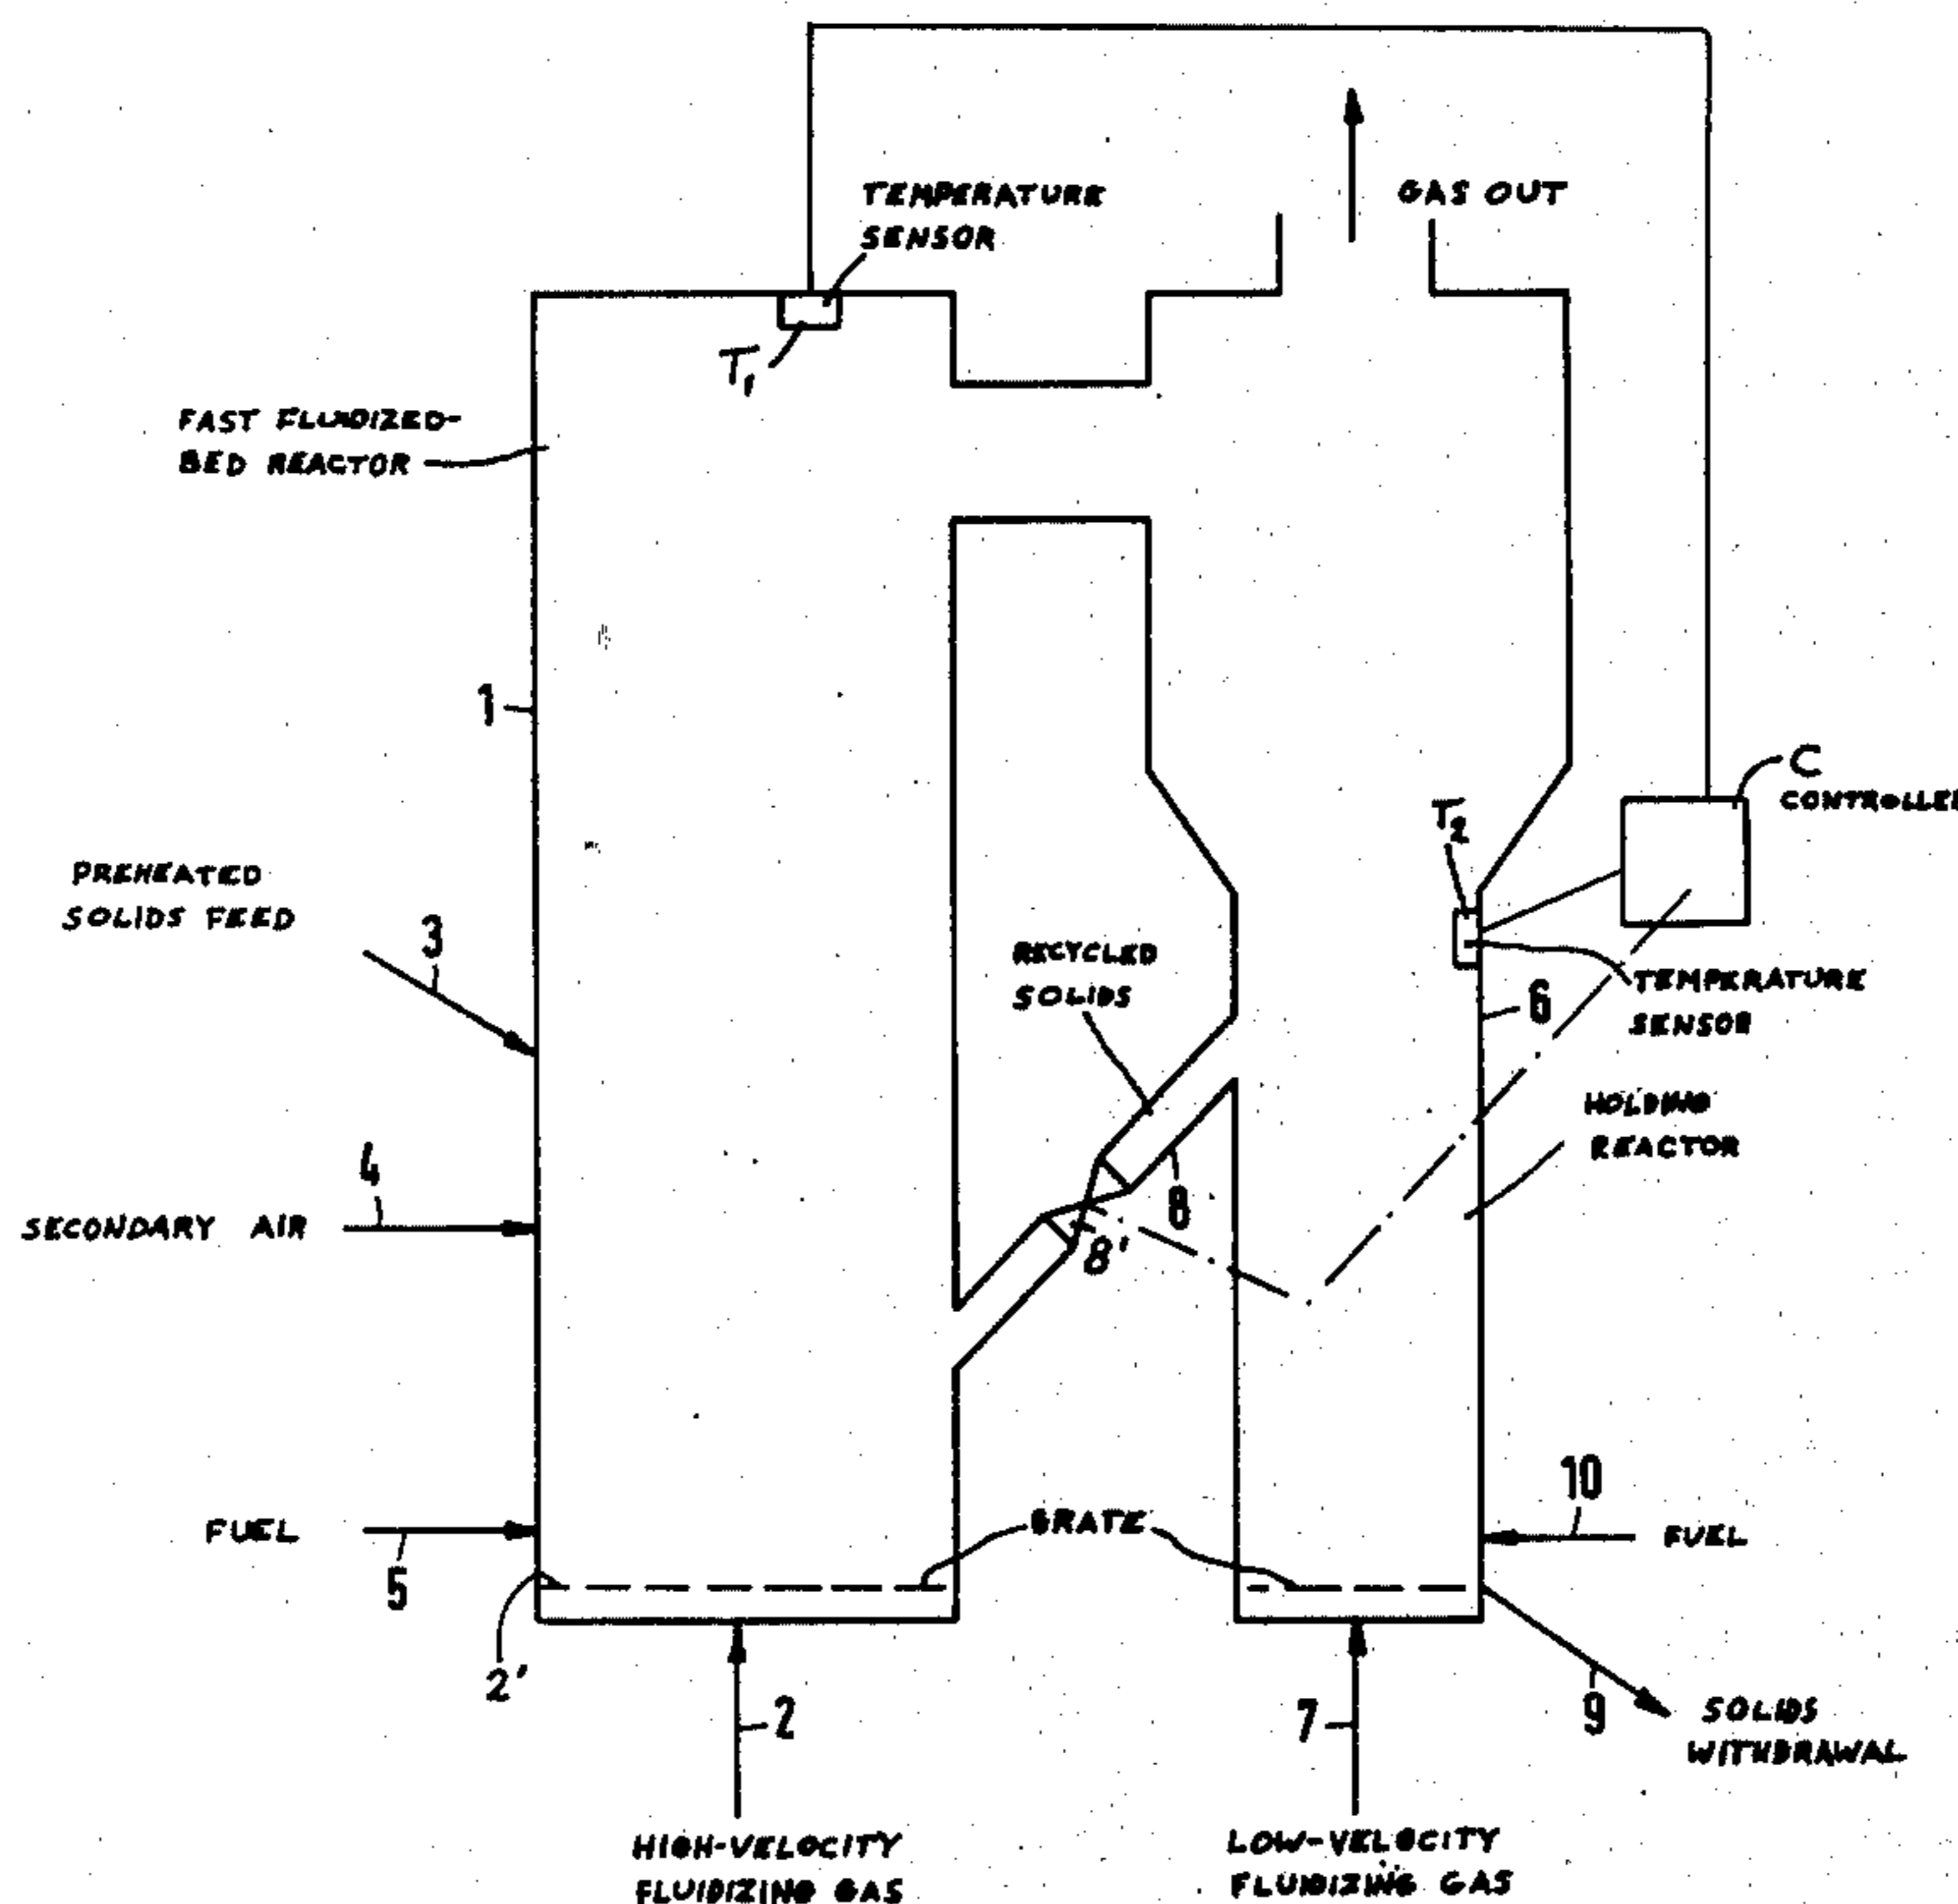 TEMPERATURE
SENSOR
GAS OUT
T1
FAST FLUIDIZED-
BED REACTOR
1
C
CONTROLLER
T2
PREHEATED
SOLIDS FEED
3
RECYCLED
SOLIDS
TEMPERATURE
SENSOR
6
HOLDING
REACTOR
4
SECONDARY AIR
8
8'
10
FUEL
5
GRATE
FUEL
2'
2
7
9
SOLIDS
WITHDRAWAL
HIGH-VELOCITY
FLUIDIZING GAS
LOW-VELOCITY
FLUIDIZING GAS